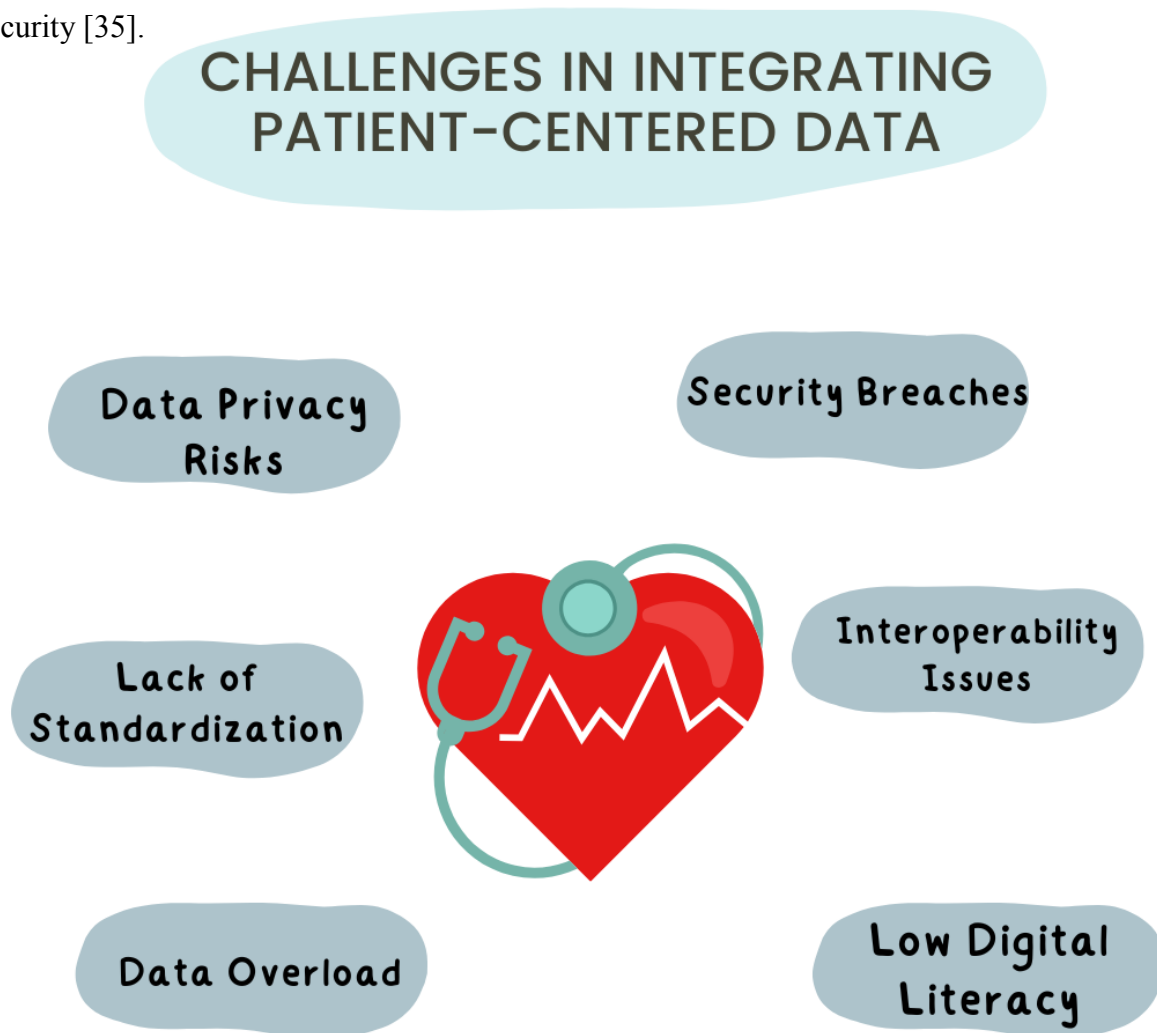 curity [35].
CHALLENGES IN INTEGRATING
PATIENT-CENTERED DATA
Data Privacy
Risks
Security Breaches
Lack of
Standardization
Interoperability
Issues
Data Overload
Low Digital
Literacy